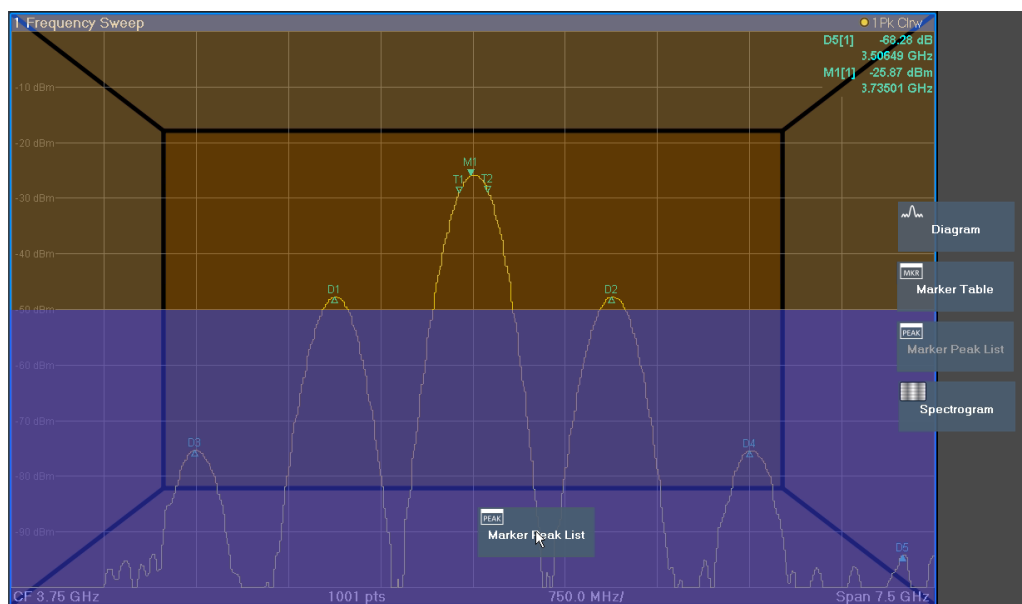 1 Frequency Sweep
1Pk Clrw
D5[1] -68.28 dB
3.50649 GHz
M1[1] -25.87 dBm
3.73501 GHz
-10 dBm
-20 dBm
M1
T1 T2
-30 dBm
Diagram
-40 dBm
MKR
Marker Table
D1 D2
-50 dBm
PEAK
Marker Peak List
-60 dBm
Spectrogram
-70 dBm
D3 D4
-80 dBm
PEAK
Marker Peak List
-90 dBm
D5
CF 3.75 GHz 1001 pts 750.0 MHz/ Span 7.5 GHz